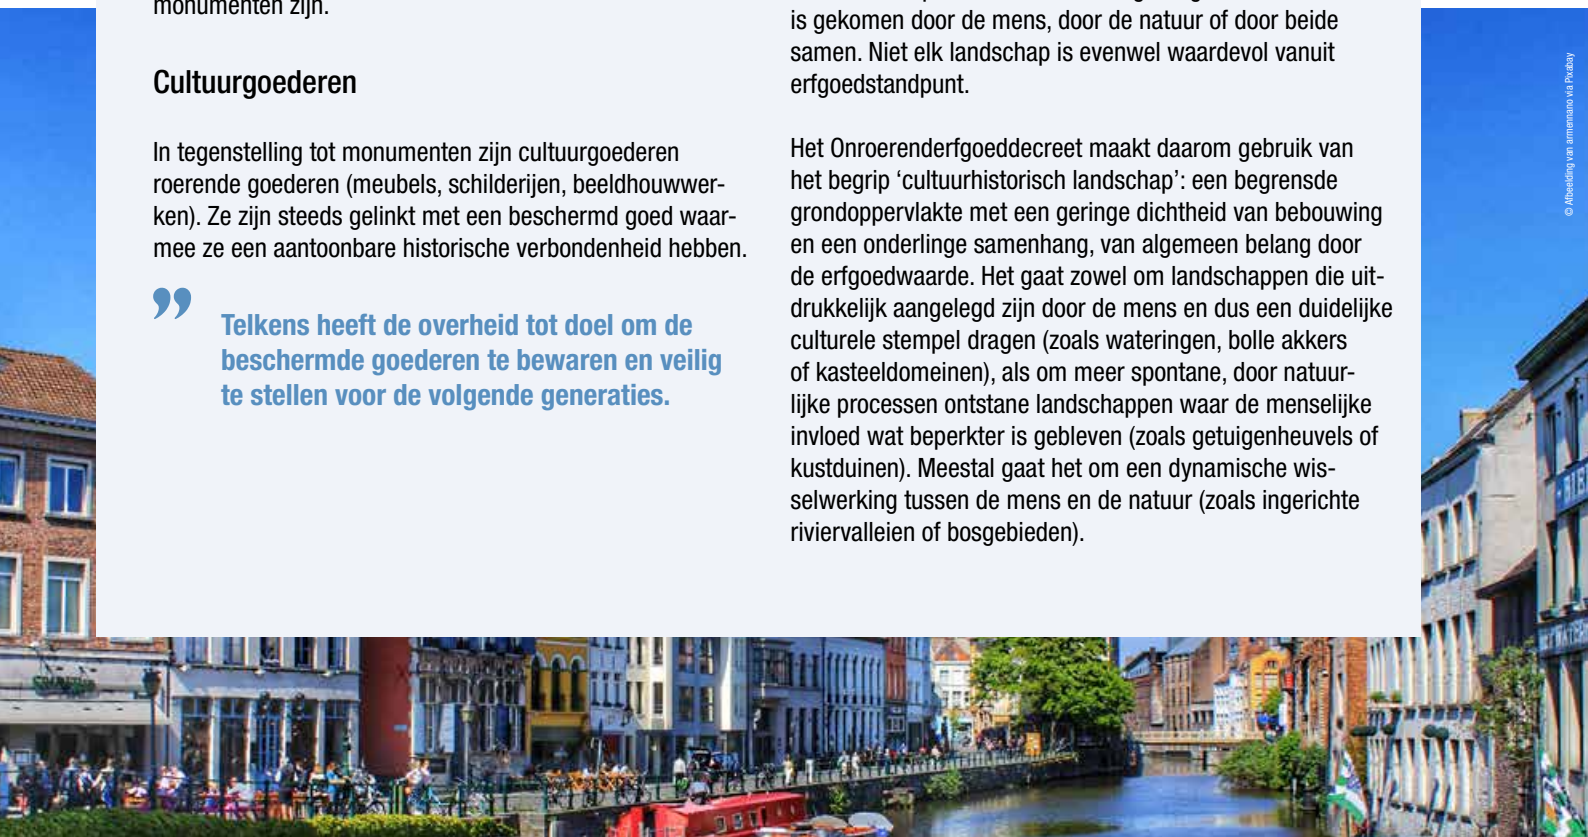 monumenten zijn.
Cultuurgoederen
In tegenstelling tot monumenten zijn cultuurgoederen
roerende goederen (meubels, schilderijen, beeldhouwwer-
ken). Ze zijn steeds gelinkt met een beschermd goed waar-
mee ze een aantoonbare historische verbondenheid hebben.
”
Telkens heeft de overheid tot doel om de
beschermde goederen te bewaren en veilig
te stellen voor de volgende generaties.
is gekomen door de mens, door de natuur of door beide
samen. Niet elk landschap is evenwel waardevol vanuit
erfgoedstandpunt.
Het Onroerenderfgoeddecreet maakt daarom gebruik van
het begrip ‘cultuurhistorisch landschap’: een begrensde
grondoppervlakte met een geringe dichtheid van bebouwing
en een onderlinge samenhang, van algemeen belang door
de erfgoedwaarde. Het gaat zowel om landschappen die uit-
drukkelijk aangelegd zijn door de mens en dus een duidelijke
culturele stempel dragen (zoals wateringen, bolle akkers
of kasteeldomeinen), als om meer spontane, door natuur-
lijke processen ontstane landschappen waar de menselijke
invloed wat beperkter is gebleven (zoals getuigenheuvels of
kustduinen). Meestal gaat het om een dynamische wis-
selwerking tussen de mens en de natuur (zoals ingerichte
riviervalleien of bosgebieden).
© Afbeelding van armennano via Pixabay